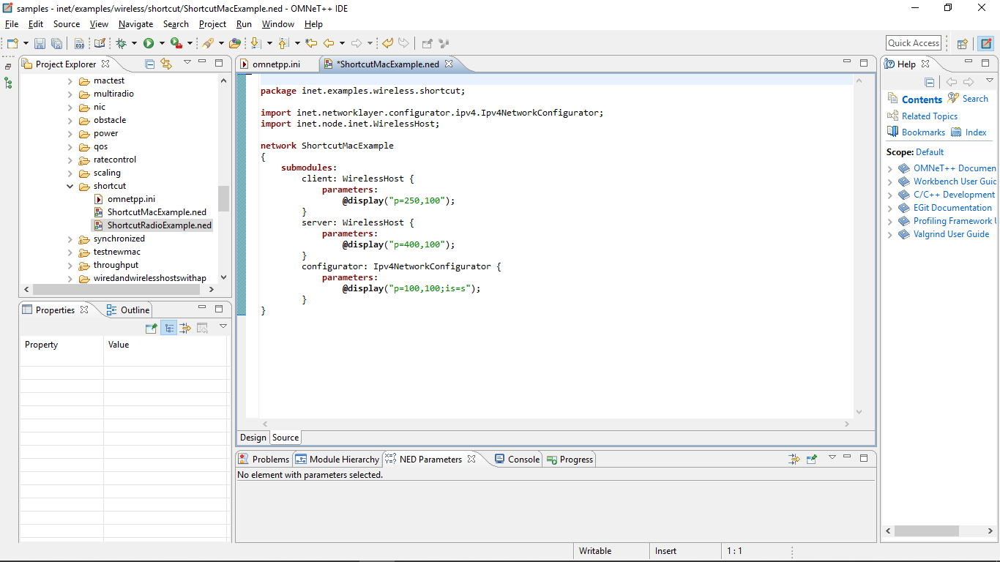 samples - inet/examples/wireless/shortcut/ShortcutMacExample.ned - OMNeT++ IDE
File Edit Source View Navigate Search Project Run Window Help
Quick Access
Project Explorer
mactest
multiradio
nic
obstacle
power
qos
ratecontrol
scaling
shortcut
omnetpp.ini
ShortcutMacExample.ned
ShortcutRadioExample.ned
synchronized
testnewmac
throughput
wiredandwirelesshostswithap
Properties Outline
Property Value
omnetpp.ini *ShortcutMacExample.ned
package inet.examples.wireless.shortcut;
import inet.networklayer.configurator.ipv4.Ipv4NetworkConfigurator;
import inet.node.inet.WirelessHost;
network ShortcutMacExample
{
submodules:
client: WirelessHost {
parameters:
@display("p=250,100");
}
server: WirelessHost {
parameters:
@display("p=400,100");
}
configurator: Ipv4NetworkConfigurator {
parameters:
@display("p=100,100;is=s");
}
}
Design Source
Problems Module Hierarchy NED Parameters Console Progress
No element with parameters selected.
Help
Contents Search
Related Topics
Bookmarks Index
Scope: Default
OMNeT++ Documen
Workbench User Guid
C/C++ Development
EGit Documentation
Profiling Framework U
Valgrind User Guide
Writable Insert 1 : 1